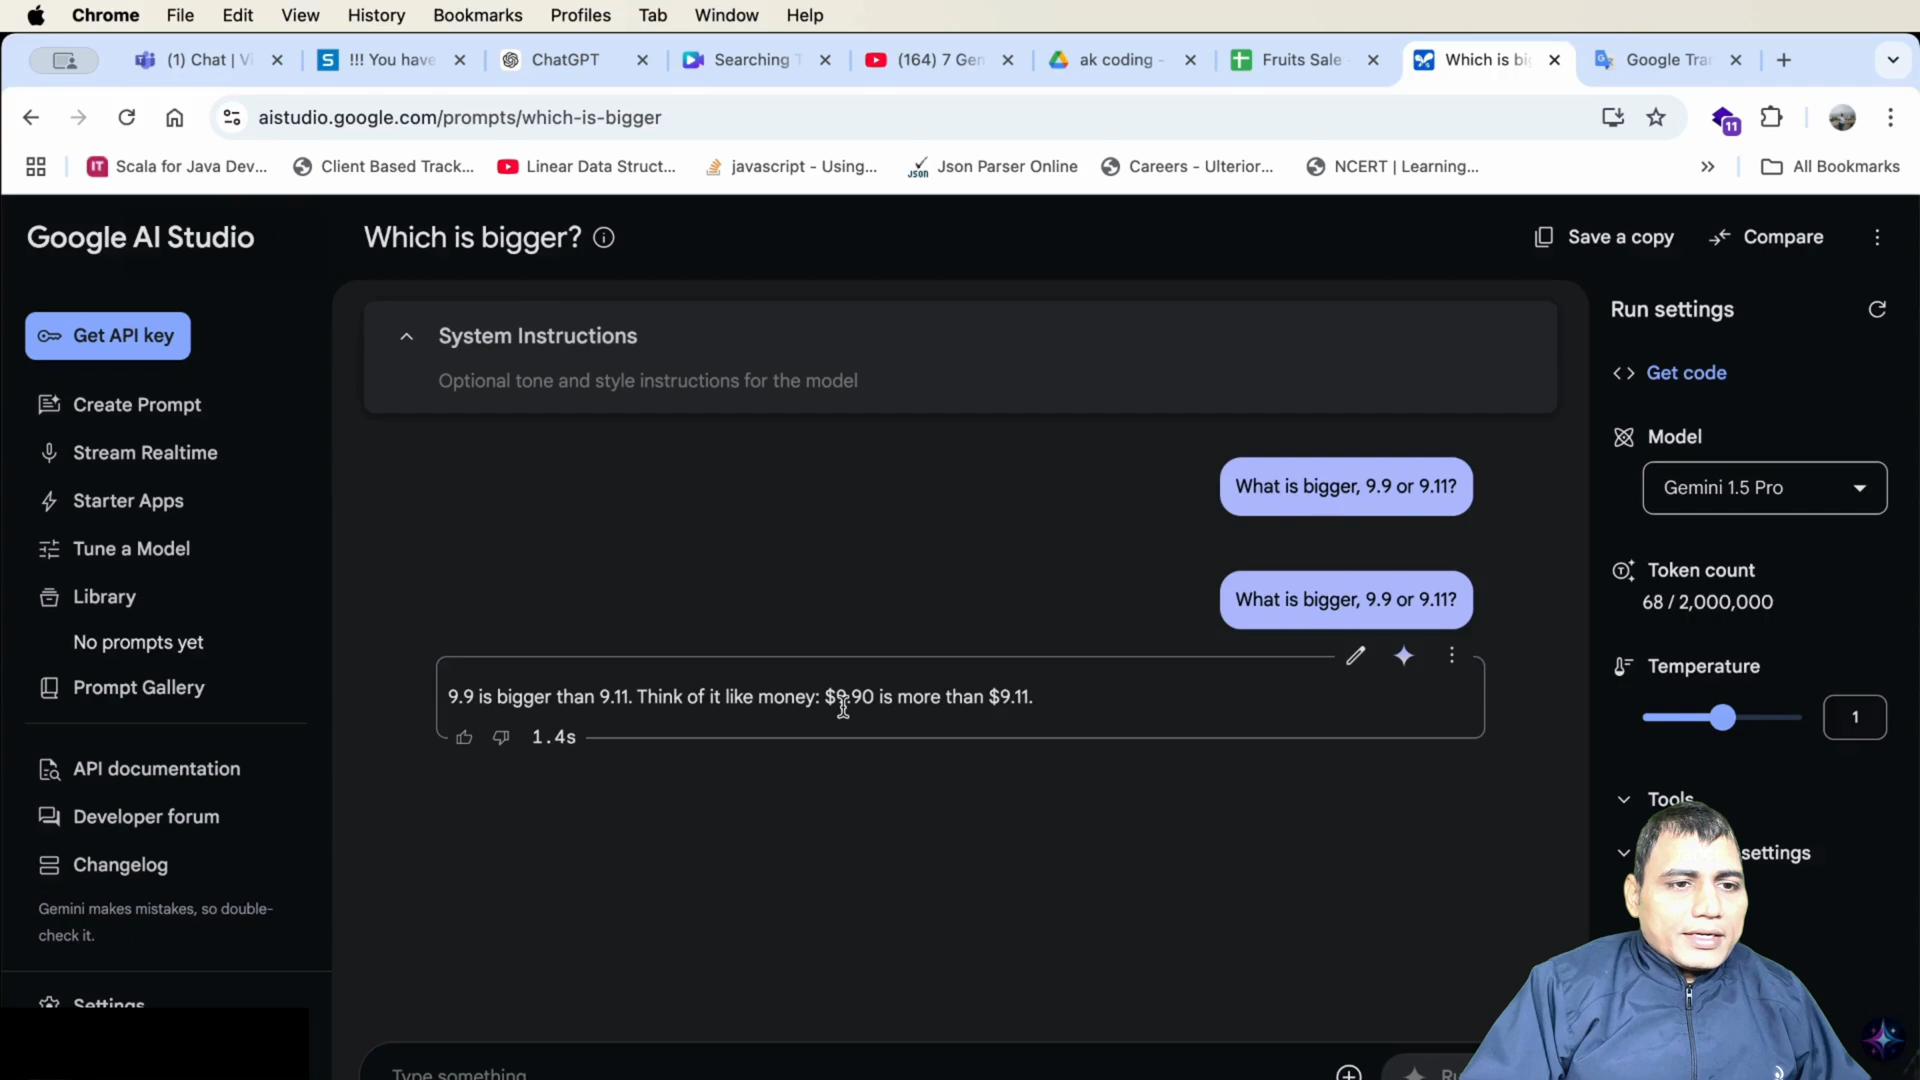 Chrome File Edit View History Bookmarks Profiles Tab Window Help
(1) Chat | Vi
!!! You have
ChatGPT
Searching T
(164) 7 Gen
ak coding -
Fruits Sale
Which is big
Google Tran
aistudio.google.com/prompts/which-is-bigger
11
Scala for Java Dev...
Client Based Track...
Linear Data Struct...
javascript - Using...
Json Parser Online
Careers - Ulterior...
NCERT | Learning...
All Bookmarks
Google AI Studio
Which is bigger?
Save a copy
Compare
Get API key
Create Prompt
Stream Realtime
Starter Apps
Tune a Model
Library
No prompts yet
Prompt Gallery
API documentation
Developer forum
Changelog
Gemini makes mistakes, so double-
check it.
Settings
System Instructions
Optional tone and style instructions for the model
What is bigger, 9.9 or 9.11?
What is bigger, 9.9 or 9.11?
9.9 is bigger than 9.11. Think of it like money: $9.90 is more than $9.11.
1.4s
Type something
Run settings
Get code
Model
Gemini 1.5 Pro
Token count
68 / 2,000,000
Temperature
1
Tools
settings